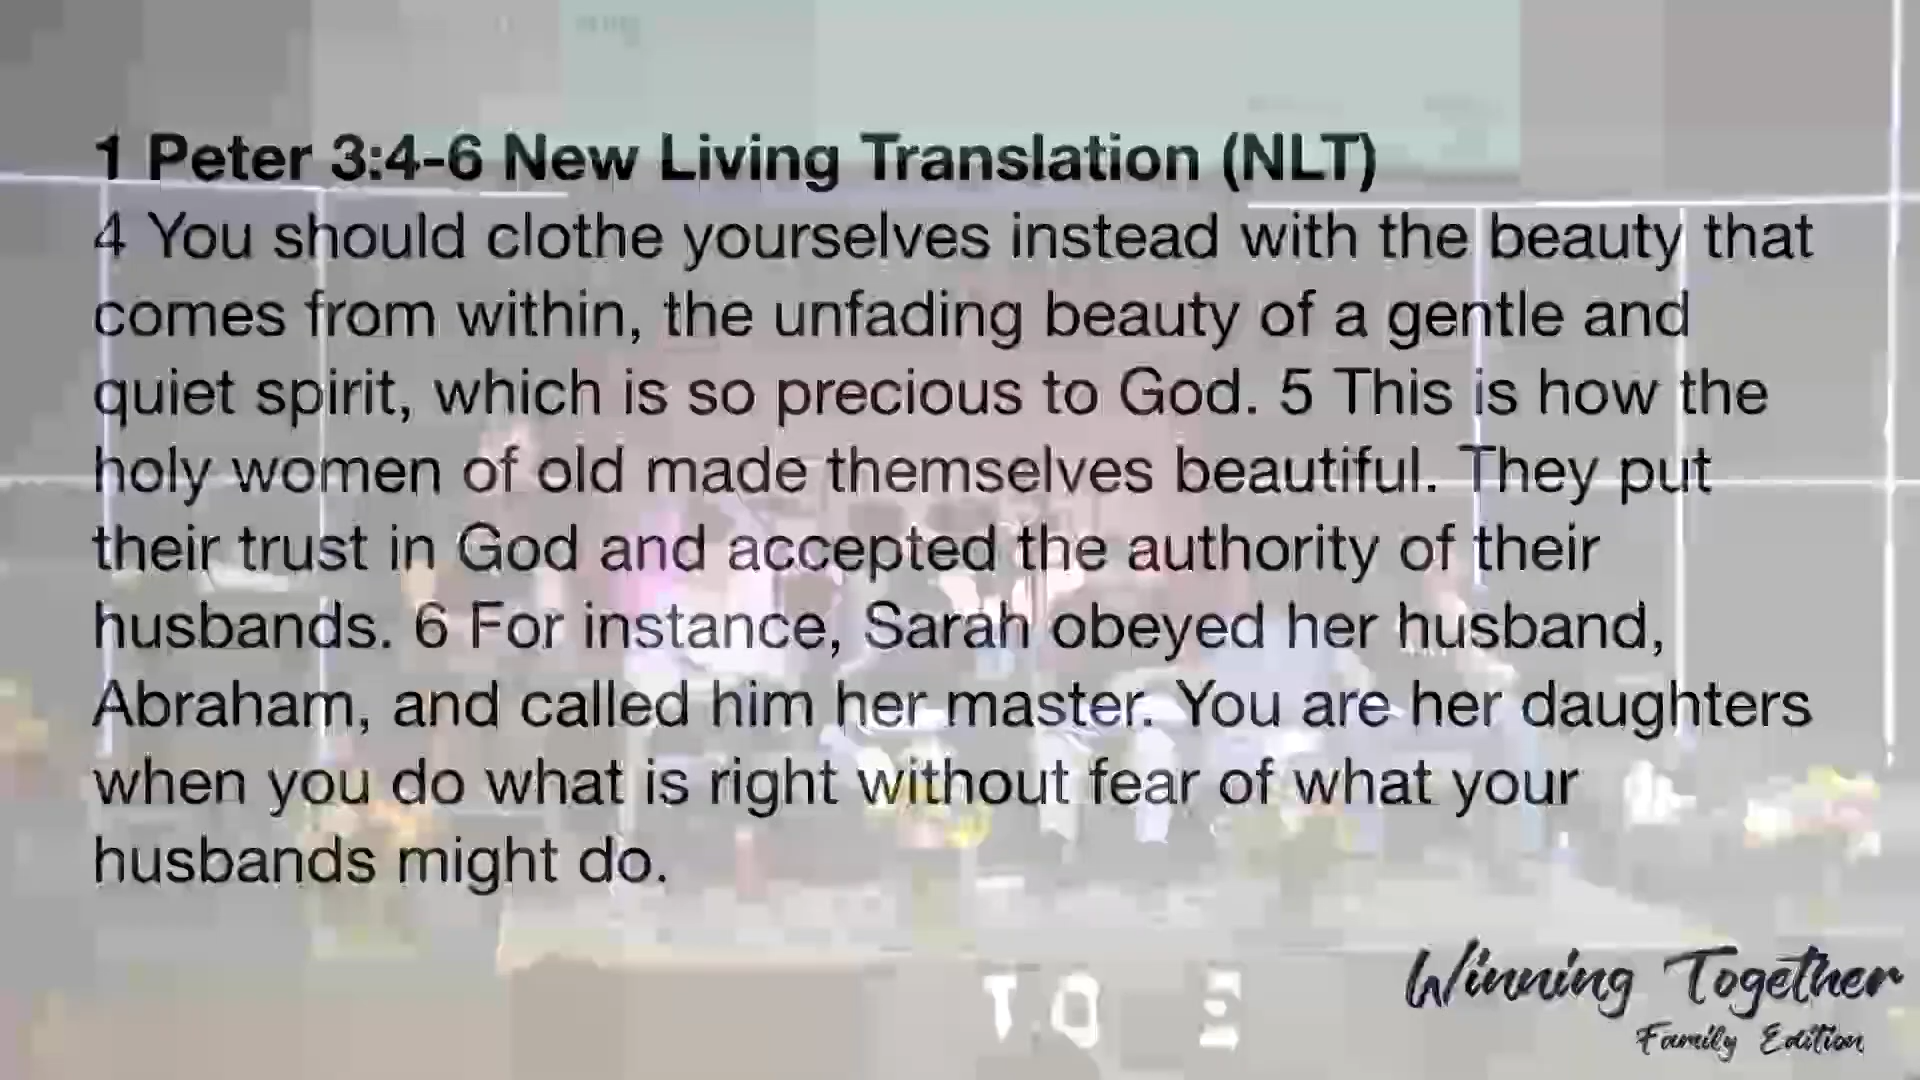 1 Peter 3:4-6 New Living Translation (NLT)
4 You should clothe yourselves instead with the beauty that
comes from within, the unfading beauty of a gentle and
quiet spirit, which is so precious to God. 5 This is how the
holy women of old made themselves beautiful. They put
their trust in God and accepted the authority of their
husbands. 6 For instance, Sarah obeyed her husband,
Abraham, and called him her master. You are her daughters
when you do what is right without fear of what your
husbands might do.
Winning Together
Family Edition